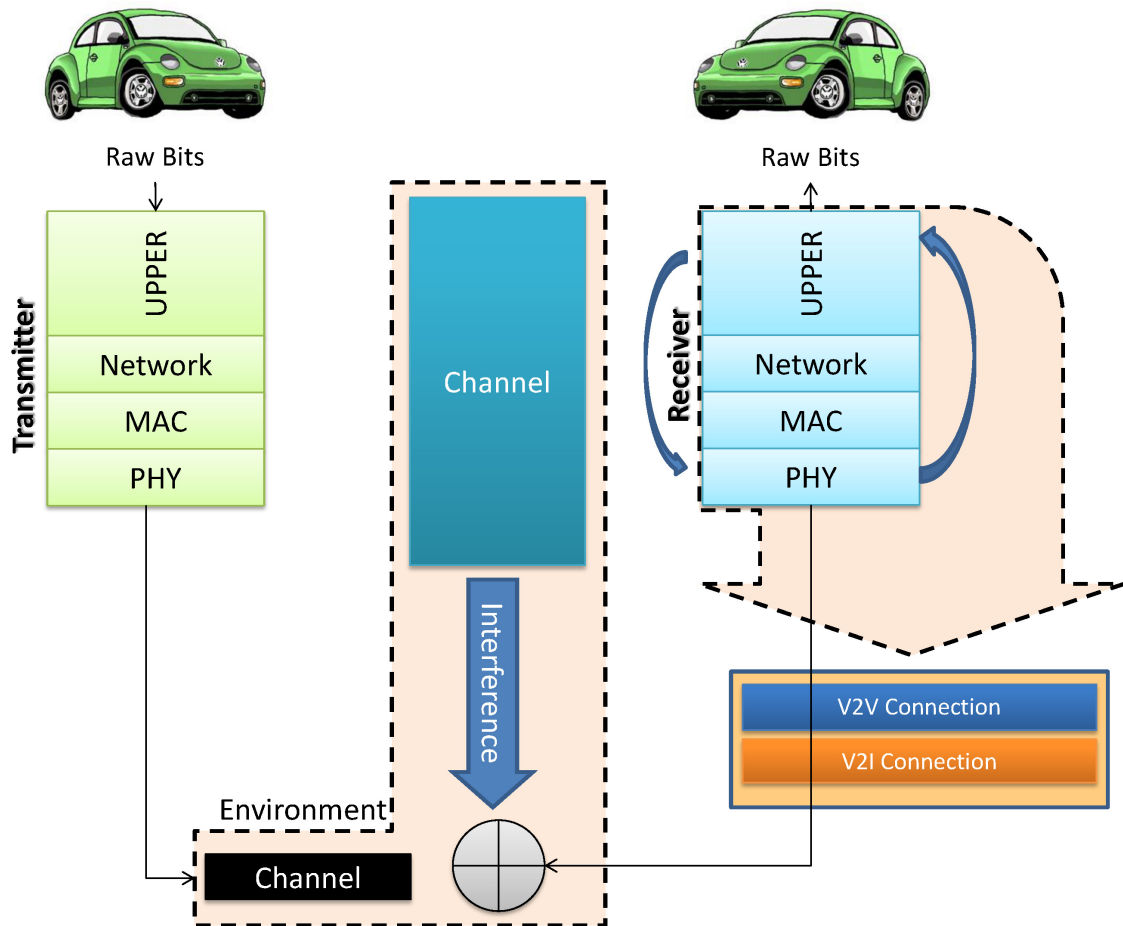 Raw Bits
Raw Bits
Transmitter
UPPER
Network
MAC
PHY
Channel
Interference
Environment
Channel
Receiver
UPPER
Network
MAC
PHY
V2V Connection
V2I Connection